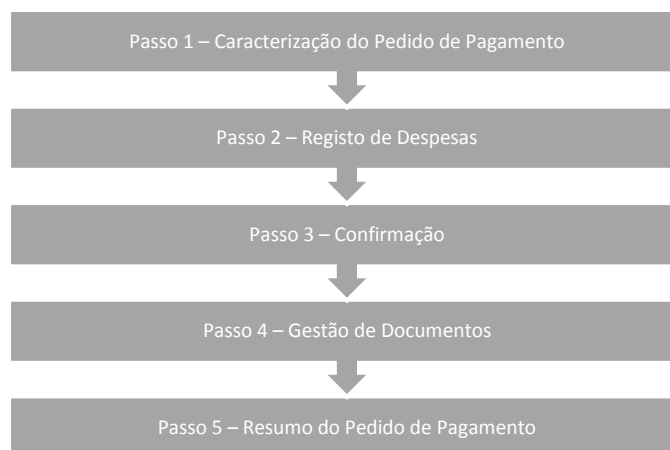 Passo 1 – Caracterização do Pedido de Pagamento
Passo 2 – Registo de Despesas
Passo 3 – Confirmação
Passo 4 – Gestão de Documentos
Passo 5 – Resumo do Pedido de Pagamento